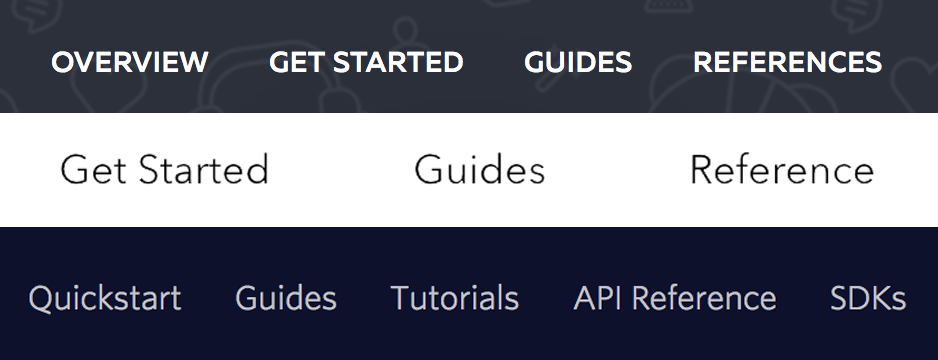 OVERVIEW GET STARTED GUIDES REFERENCES
Get Started Guides Reference
Quickstart Guides Tutorials API Reference SDKs